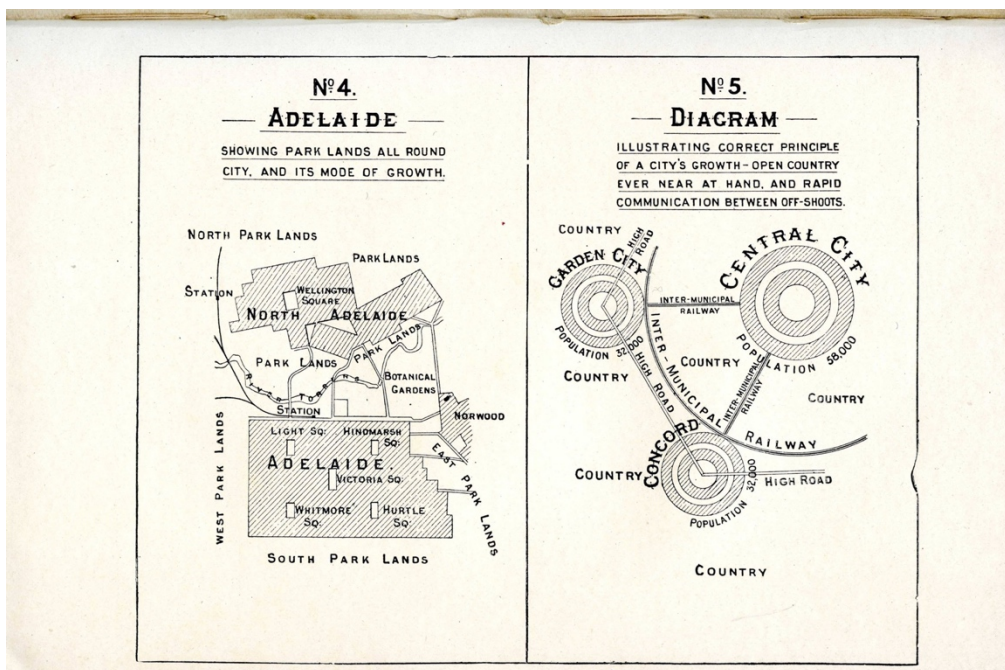 Nº 4.
ADELAIDE
SHOWING PARK LANDS ALL ROUND
CITY, AND ITS MODE OF GROWTH.
NORTH PARK LANDS
PARK LANDS
STATION
WELLINGTON
SQUARE
NORTH ADELAIDE
PARK LANDS
PARK LANDS
RIVER TORRENS
BOTANICAL
GARDENS
STATION
NORWOOD
LIGHT SQ.
HINDMARSH
SQ.
ADELAIDE.
VICTORIA SQ.
WHITMORE
SQ.
HURTLE
SQ.
WEST PARK LANDS
EAST PARK LANDS
SOUTH PARK LANDS
Nº 5.
DIAGRAM
ILLUSTRATING CORRECT PRINCIPLE
OF A CITY'S GROWTH – OPEN COUNTRY
EVER NEAR AT HAND, AND RAPID
COMMUNICATION BETWEEN OFF-SHOOTS.
COUNTRY
HIGH
ROAD
GARDEN CITY
POPULATION 32,000
CENTRAL CITY
POPULATION 58,000
INTER-MUNICIPAL
RAILWAY
INTER-MUNICIPAL RAILWAY
COUNTRY
COUNTRY
HIGH ROAD
INTER-MUNICIPAL
RAILWAY
COUNTRY
CONCORD
POPULATION 32,000
COUNTRY
HIGH ROAD
COUNTRY